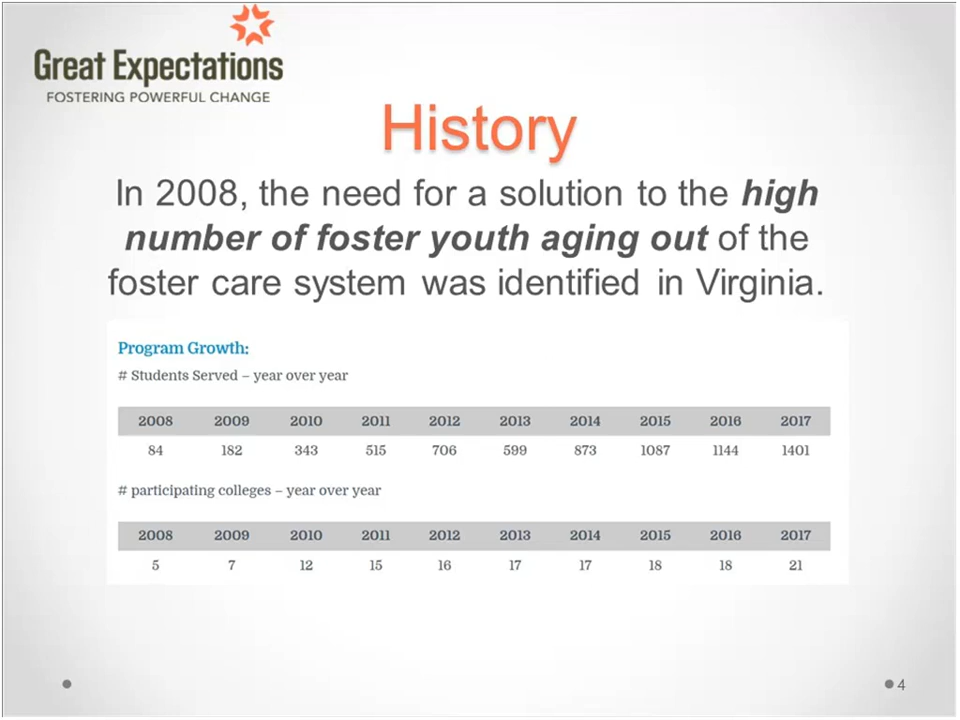 Great Expectations
FOSTERING POWERFUL CHANGE
History
In 2008, the need for a solution to the high
number of foster youth aging out of the
foster care system was identified in Virginia.
Program Growth:
# Students Served – year over year
2008 2009 2010 2011 2012 2013 2014 2015 2016 2017
84 182 343 515 706 599 873 1087 1144 1401
# participating colleges – year over year
2008 2009 2010 2011 2012 2013 2014 2015 2016 2017
5 7 12 15 16 17 17 18 18 21
4